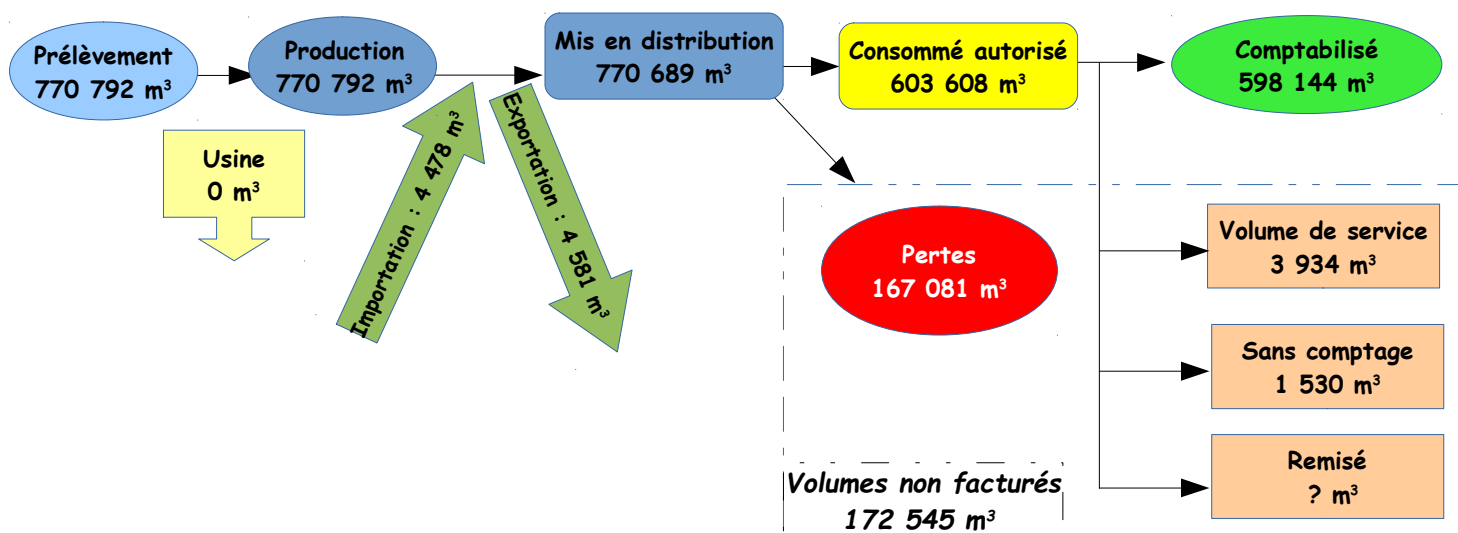 Prélèvement
770 792 m³
Production
770 792 m³
Mis en distribution
770 689 m³
Consommé autorisé
603 608 m³
Comptabilisé
598 144 m³
Usine
0 m³
Importation : 4 478 m³
Exportation : 4 581 m³
Pertes
167 081 m³
Volume de service
3 934 m³
Sans comptage
1 530 m³
Remisé
? m³
Volumes non facturés
172 545 m³